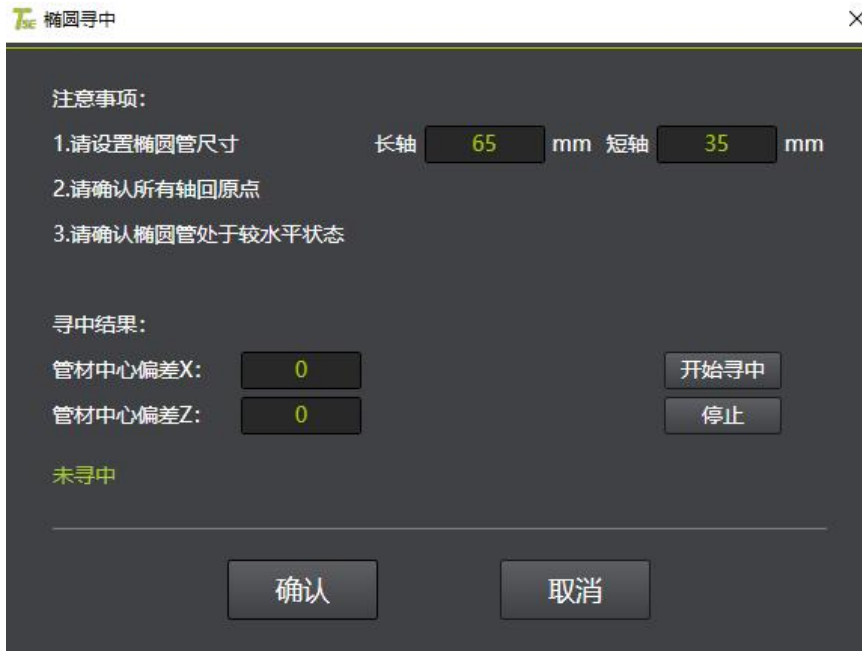 TSE 椭圆寻中
注意事项：
1.请设置椭圆管尺寸 长轴 65 mm 短轴 35 mm
2.请确认所有轴回原点
3.请确认椭圆管处于较水平状态
寻中结果：
管材中心偏差X： 0 开始寻中
管材中心偏差Z： 0 停止
未寻中
确认 取消